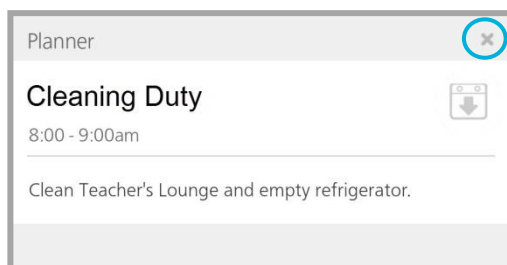 Planner
Cleaning Duty
8:00 - 9:00am
Clean Teacher's Lounge and empty refrigerator.